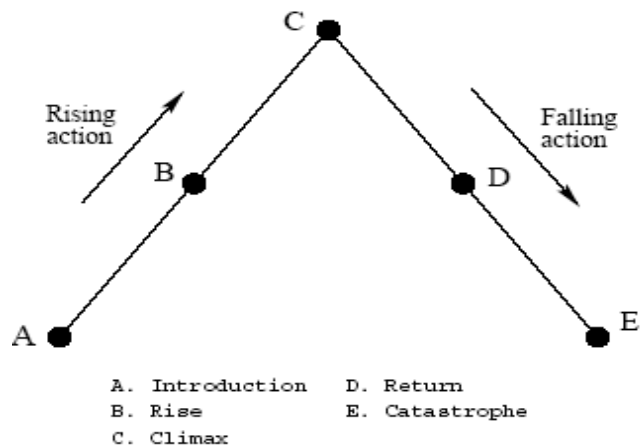 C
Rising
action
Falling
action
B
D
A
E
A. Introduction
B. Rise
C. Climax
D. Return
E. Catastrophe